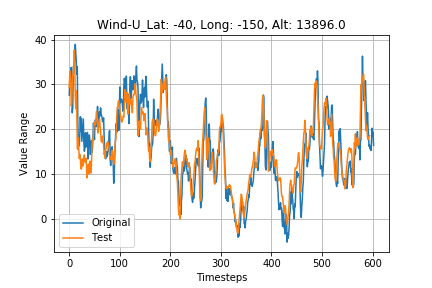 Wind-U_Lat: -40, Long: -150, Alt: 13896.0
Value Range
40
30
20
10
0
Original
Test
0 100 200 300 400 500 600
Timesteps